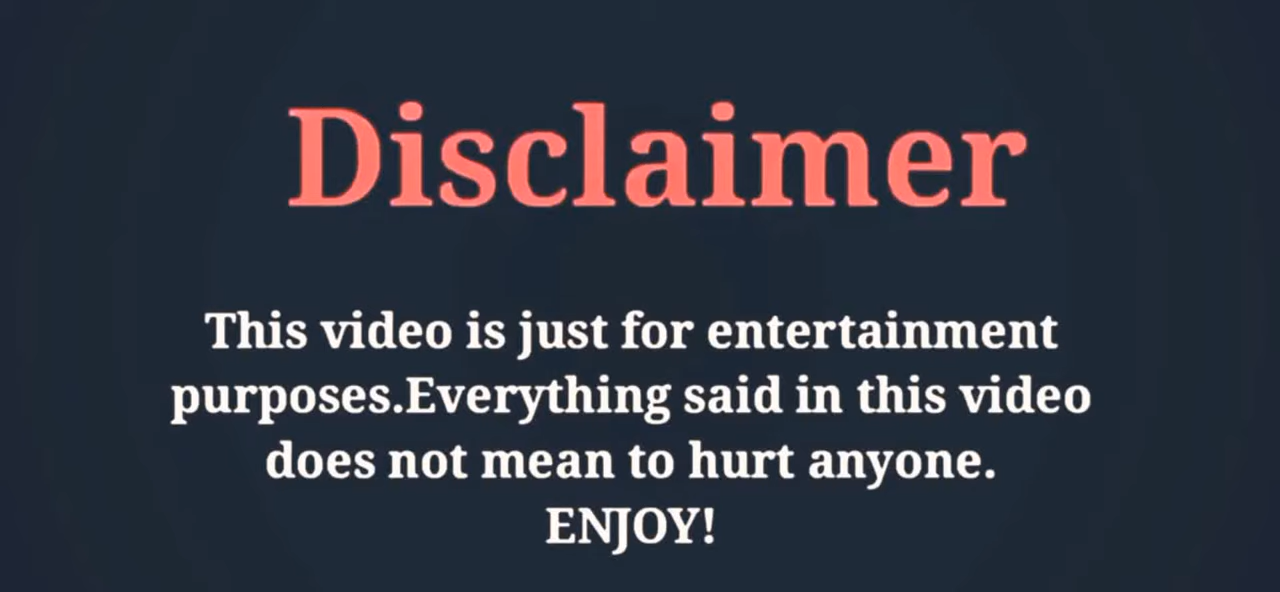 Disclaimer
This video is just for entertainment
purposes.Everything said in this video
does not mean to hurt anyone.
ENJOY!